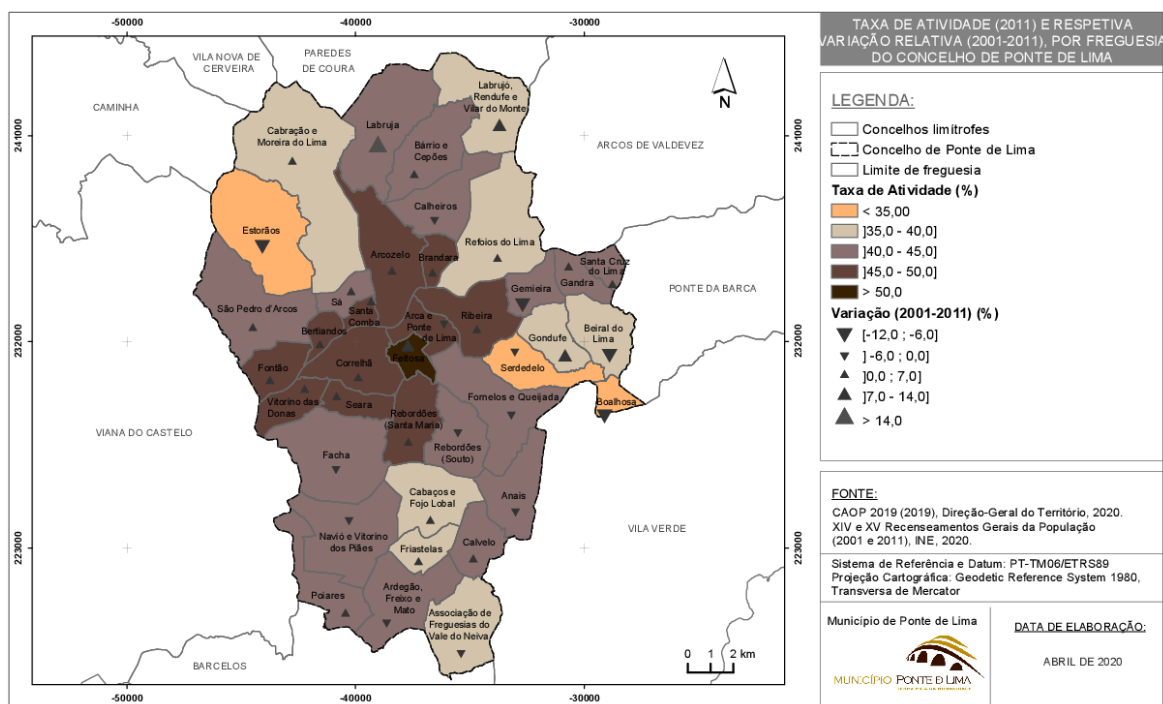 -50000
-40000
-30000
TAXA DE ATIVIDADE (2011) E RESPETIVA
VARIAÇÃO RELATIVA (2001-2011), POR FREGUESIA
DO CONCELHO DE PONTE DE LIMA
VILA NOVA DE
CERVEIRA
PAREDES
DE COURA
CAMINHA
ARCOS DE VALDEVEZ
PONTE DA BARCA
VIANA DO CASTELO
VILA VERDE
BARCELOS
N
241000
232000
223000
241000
232000
223000
Labrujó,
Rendufe e
Vilar do Monte
Cabração e
Moreira do Lima
Labruja
Bárrio e
Cepões
Calheiros
Estorãos
Refoios do Lima
Arcozelo
Brandara
Santa Cruz
do Lima
Gandra
Gemieira
São Pedro d'Arcos
Sá
Santa
Comba
Bertiandos
Arca e
Ponte
de Lima
Ribeira
Gondufe
Beiral do
Lima
Feitosa
Correlhã
Fontão
Serdedelo
Boalhosa
Vitorino das
Donas
Seara
Rebordões
(Santa Maria)
Fornelos e Queijada
Rebordões
(Souto)
Facha
Cabaços e
Fojo Lobal
Anais
Navió e Vitorino
dos Piães
Friastelas
Calvelo
Poiares
Ardegão,
Freixo e
Mato
Associação de
Freguesias do
Vale do Neiva
0 1 2 km
-50000
-40000
-30000
LEGENDA:
Concelhos limítrofes
Concelho de Ponte de Lima
Limite de freguesia
Taxa de Atividade (%)
< 35,00
]35,0 - 40,0]
]40,0 - 45,0]
]45,0 - 50,0]
> 50,0
Variação (2001-2011) (%)
[-12,0 ; -6,0]
]-6,0 ; 0,0]
]0,0 ; 7,0]
]7,0 - 14,0]
> 14,0
FONTE:
CAOP 2019 (2019), Direção-Geral do Território, 2020.
XIV e XV Recenseamentos Gerais da População
(2001 e 2011), INE, 2020.
Sistema de Referência e Datum: PT-TM06/ETRS89
Projeção Cartográfica: Geodetic Reference System 1980,
Transversa de Mercator
Município de Ponte de Lima
MUNICÍPIO PONTE DE LIMA
DATA DE ELABORAÇÃO:
ABRIL DE 2020